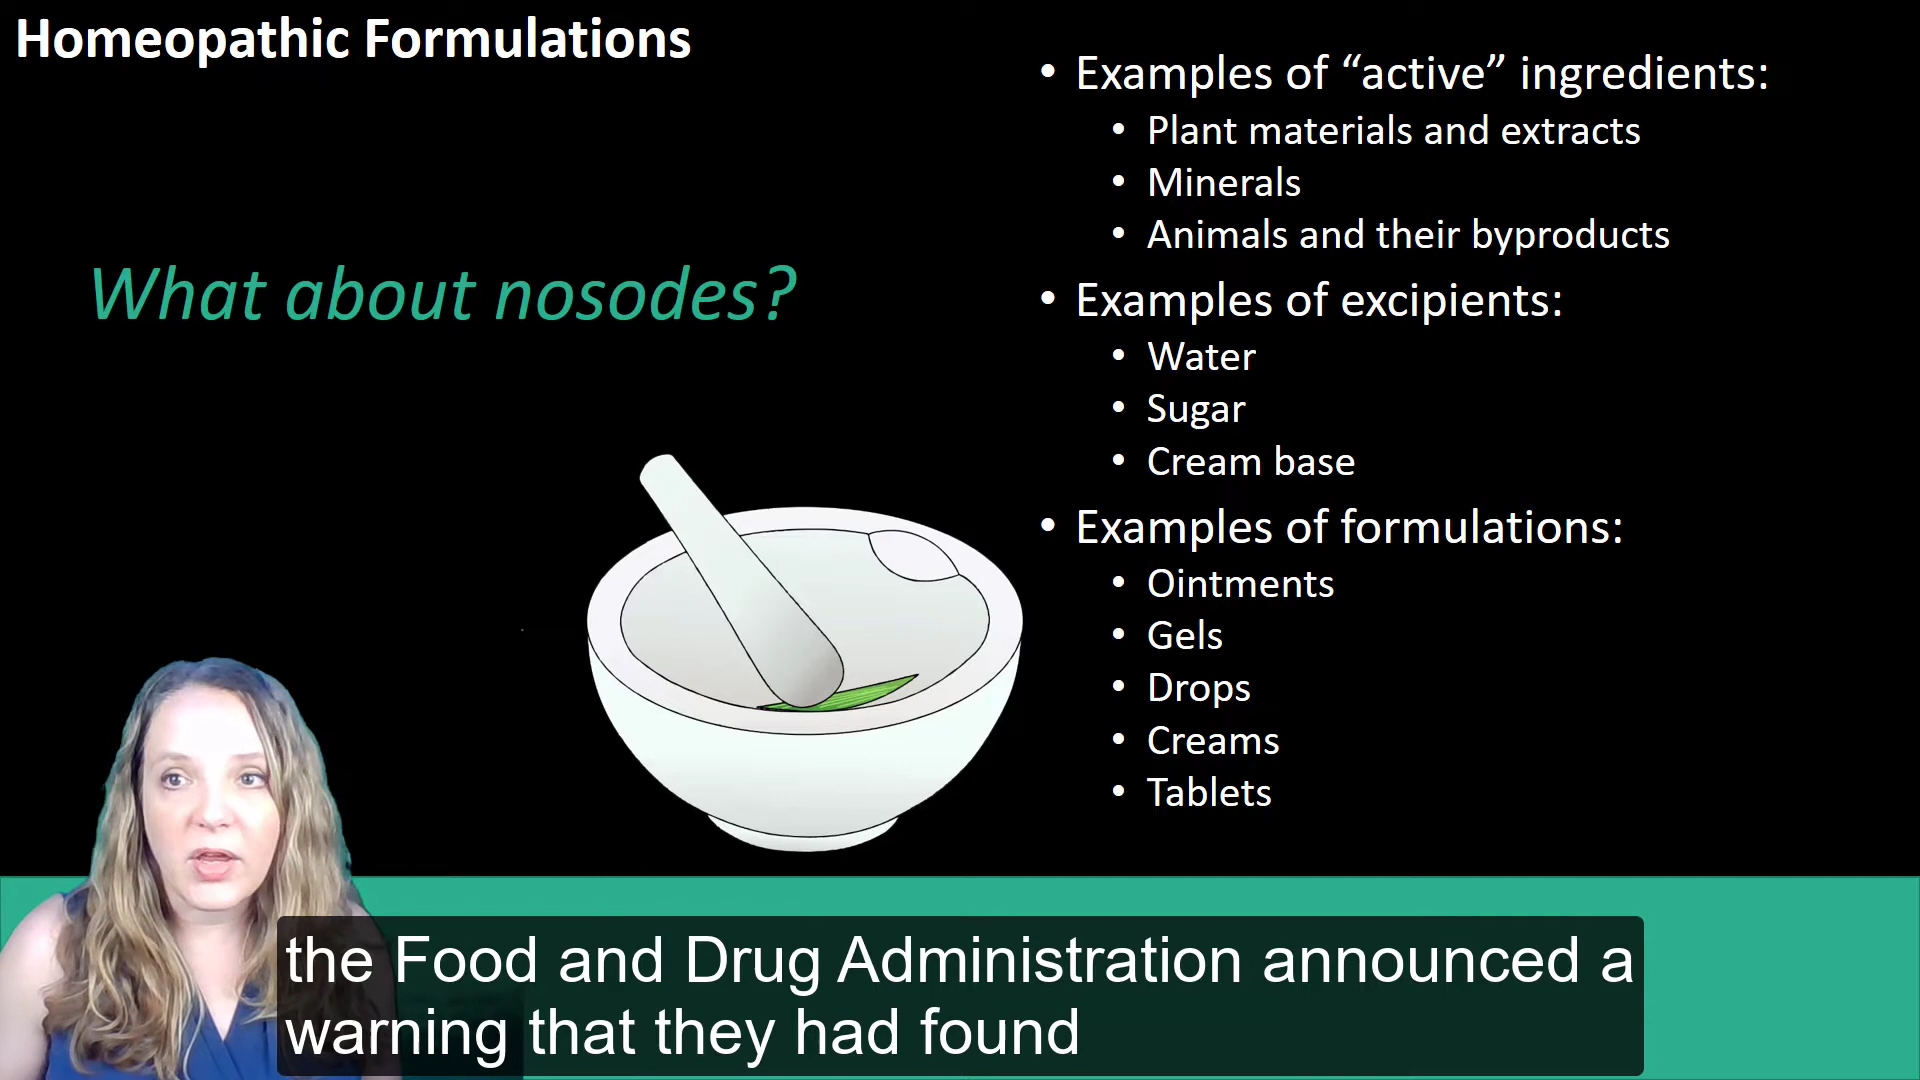 Homeopathic Formulations
What about nosodes?
• Examples of “active” ingredients:
• Plant materials and extracts
• Minerals
• Animals and their byproducts
• Examples of excipients:
• Water
• Sugar
• Cream base
• Examples of formulations:
• Ointments
• Gels
• Drops
• Creams
• Tablets
the Food and Drug Administration announced a
warning that they had found